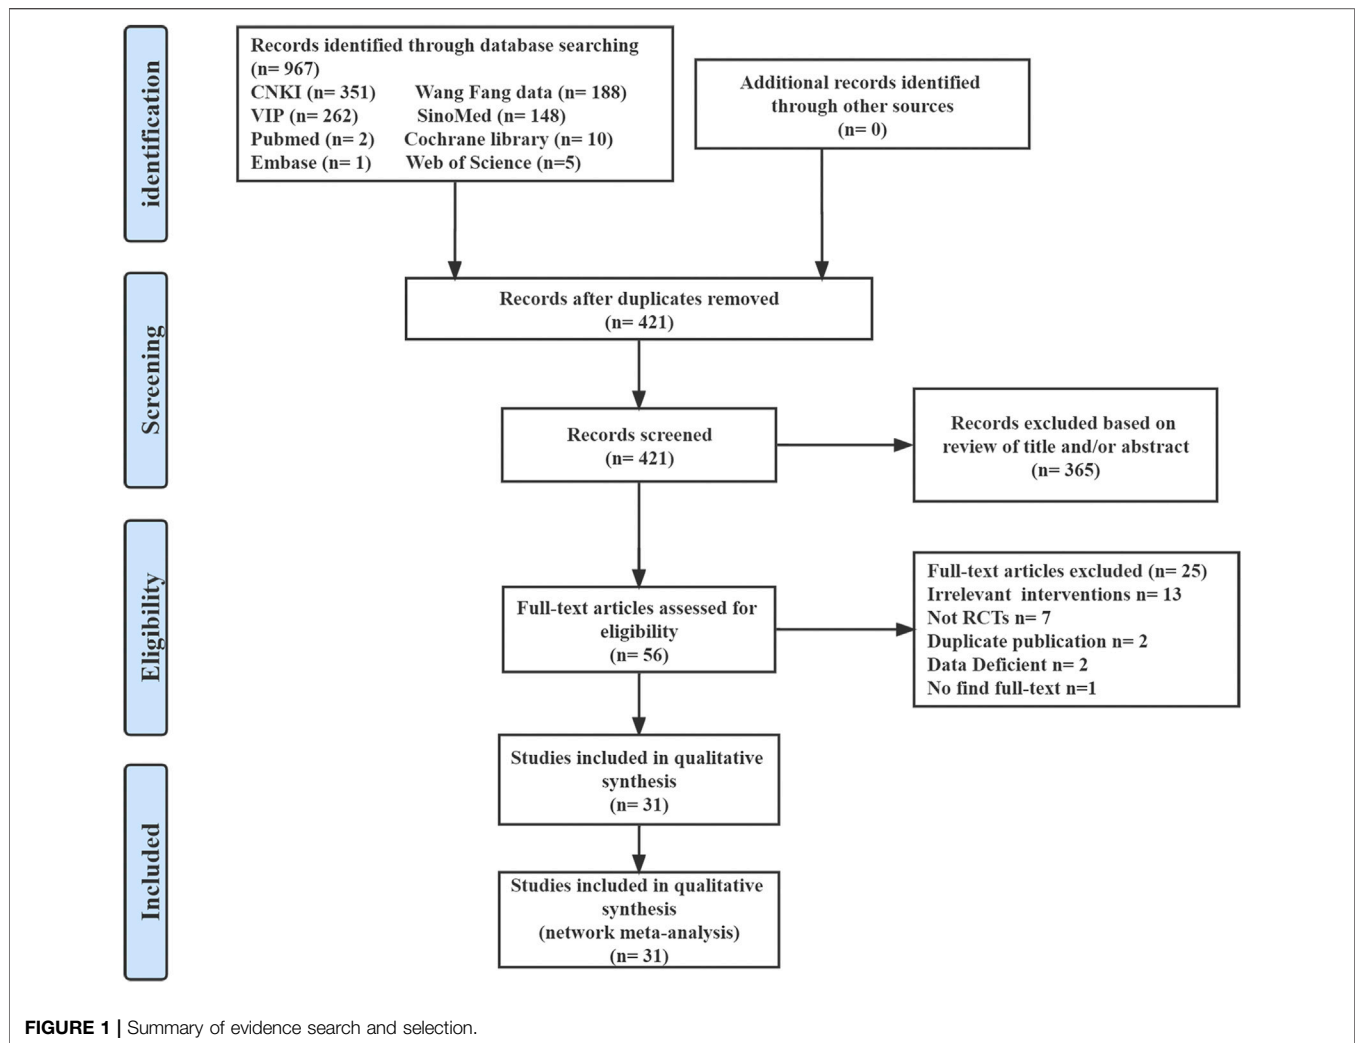 identification
Records identified through database searching
(n= 967)
CNKI (n= 351) Wang Fang data (n= 188)
VIP (n= 262) SinoMed (n= 148)
Pubmed (n= 2) Cochrane library (n= 10)
Embase (n= 1) Web of Science (n=5)
Additional records identified
through other sources
(n= 0)
Screening
Records after duplicates removed
(n= 421)
Records screened
(n= 421)
Records excluded based on
review of title and/or abstract
(n= 365)
Eligibility
Full-text articles assessed for
eligibility
(n= 56)
Full-text articles excluded (n= 25)
Irrelevant interventions n= 13
Not RCTs n= 7
Duplicate publication n= 2
Data Deficient n= 2
No find full-text n=1
Included
Studies included in qualitative
synthesis
(n= 31)
Studies included in qualitative
synthesis
(network meta-analysis)
(n= 31)
FIGURE 1 | Summary of evidence search and selection.